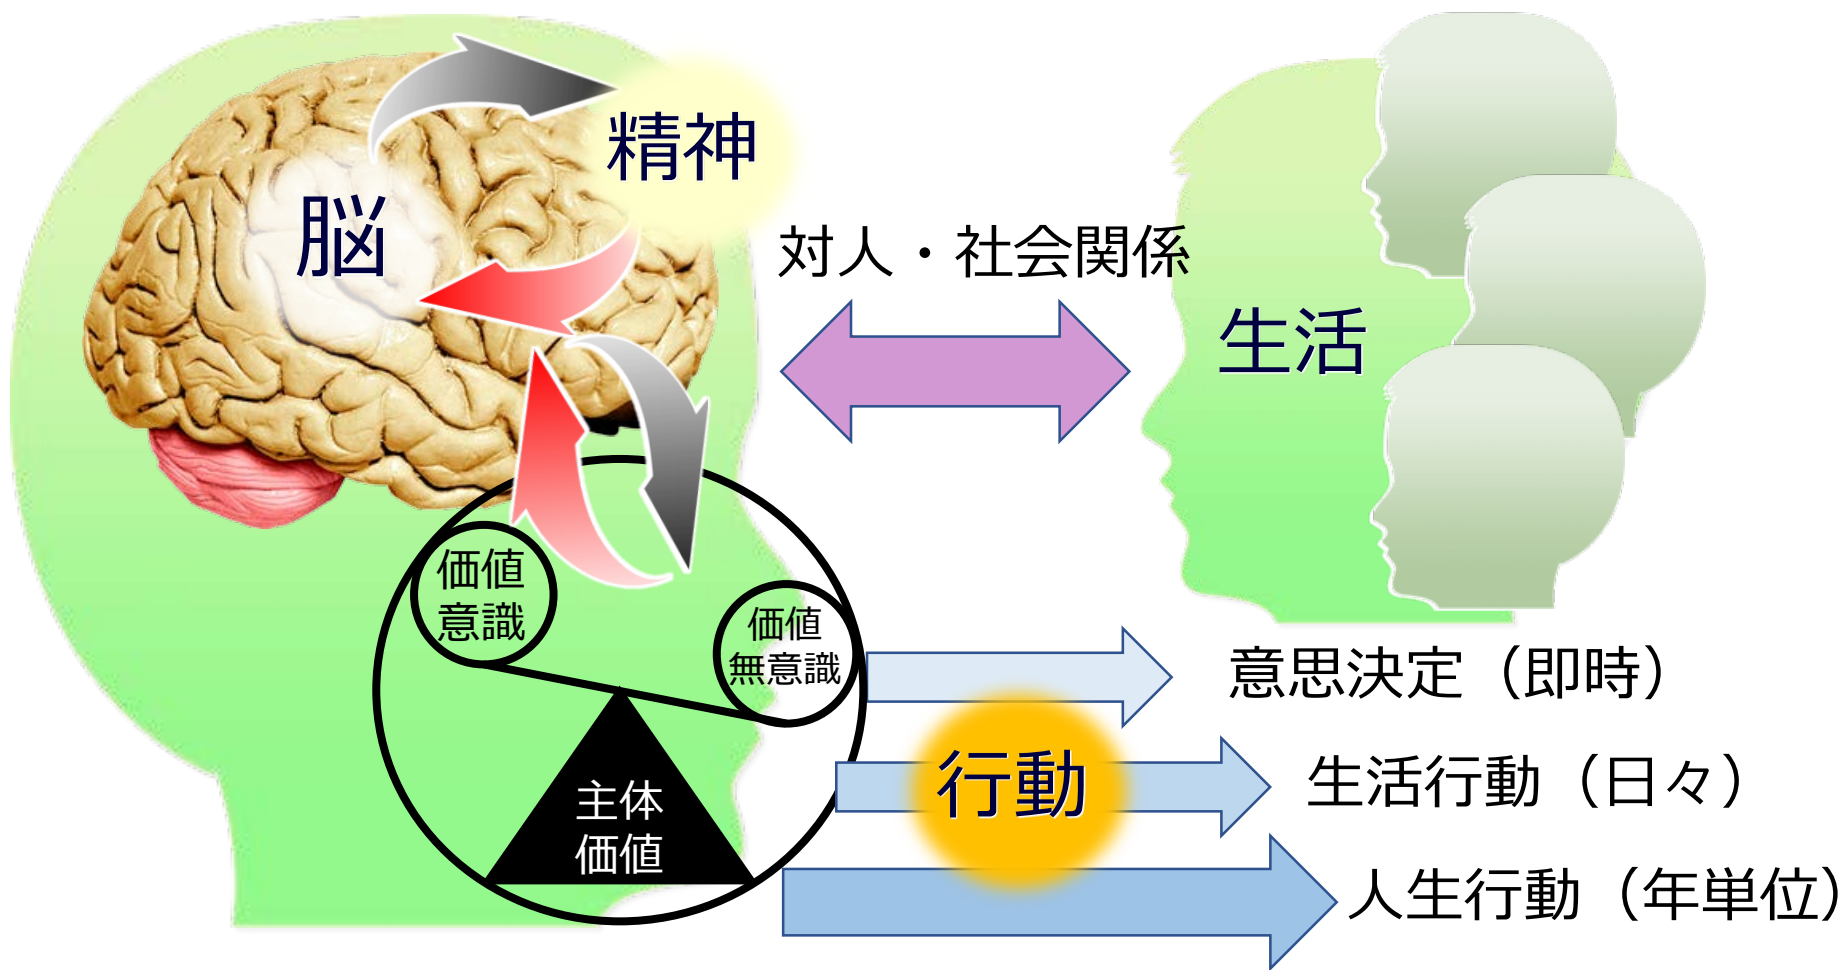 精神
脳
対人・社会関係
生活
価値
意識
価値
無意識
主体
価値
行動
意思決定（即時）
生活行動（日々）
人生行動（年単位）